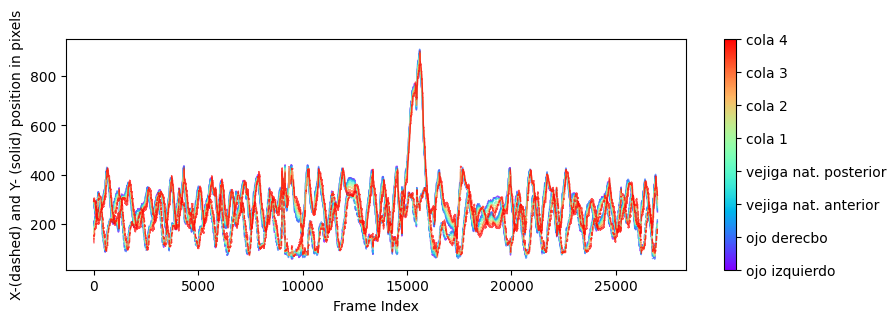 X-(dashed) and Y- (solid) position in pixels
800
600
400
200
0
5000
10000
15000
20000
25000
Frame Index
cola 4
cola 3
cola 2
cola 1
vejiga nat. posterior
vejiga nat. anterior
ojo derecbo
ojo izquierdo